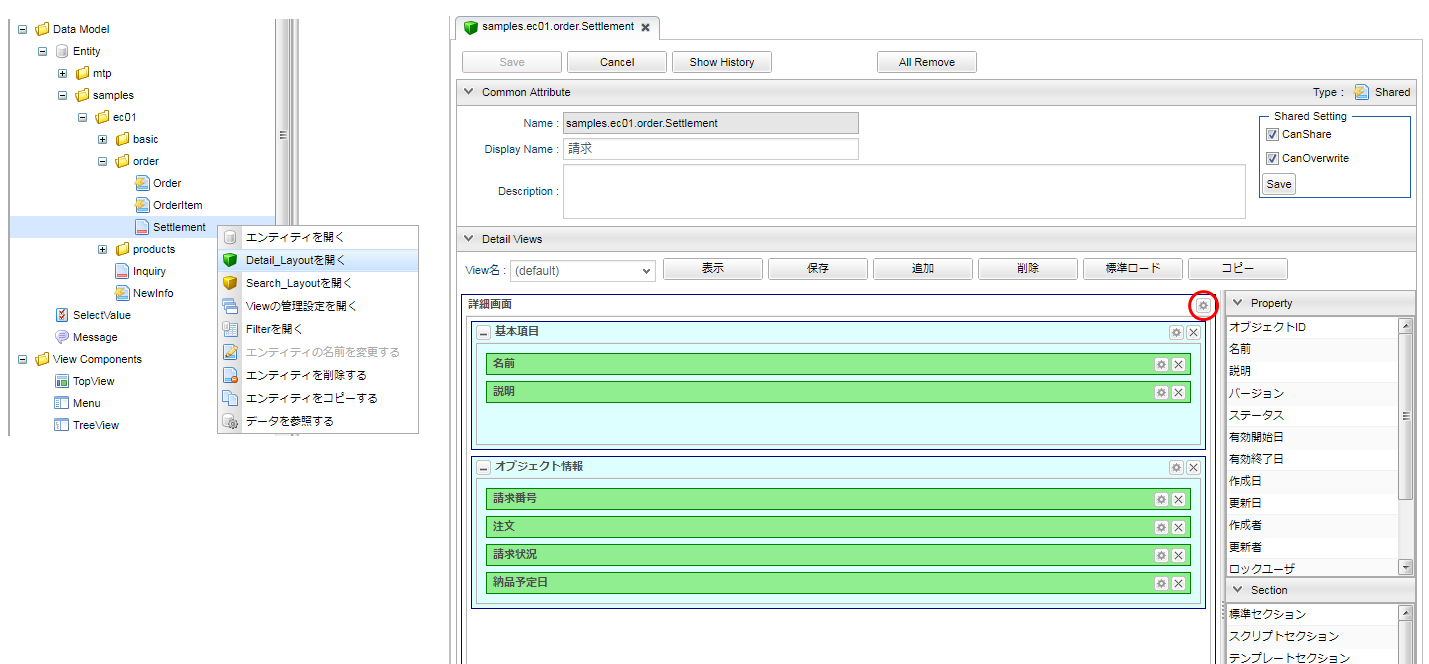 Data Model
Entity
mtp
samples
ec01
basic
order
Order
OrderItem
Settlement
products
Inquiry
NewInfo
SelectValue
Message
View Components
TopView
Menu
TreeView
エンティティを開く
Detail_Layoutを開く
Search_Layoutを開く
Viewの管理設定を開く
Filterを開く
エンティティの名前を変更する
エンティティを削除する
エンティティをコピーする
データを参照する
samples.ec01.order.Settlement
Save Cancel Show History All Remove
Common Attribute Type : Shared
Name : samples.ec01.order.Settlement
Display Name : 請求
Description :
Shared Setting
CanShare
CanOverwrite
Save
Detail Views
View名 : (default) 表示 保存 追加 削除 標準ロード コピー
詳細画面
基本項目
名前
説明
オブジェクト情報
請求番号
注文
請求状況
納品予定日
Property
オブジェクトID
名前
説明
バージョン
ステータス
有効開始日
有効終了日
作成日
更新日
作成者
更新者
ロックユーザ
Section
標準セクション
スクリプトセクション
テンプレートセクション